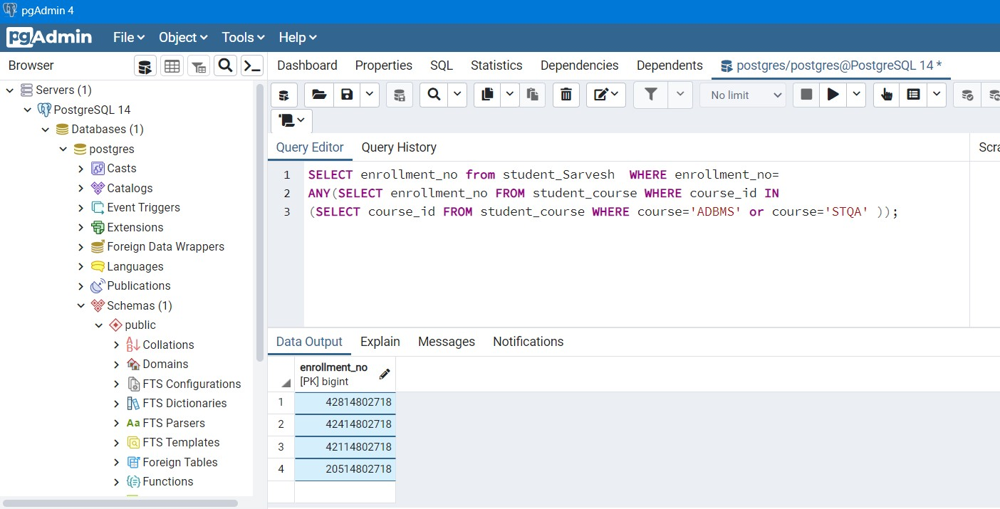 pgAdmin 4
pgAdmin File Object Tools Help
Browser
Dashboard Properties SQL Statistics Dependencies Dependents postgres/postgres@PostgreSQL 14 *
Servers (1)
PostgreSQL 14
Databases (1)
postgres
Casts
Catalogs
Event Triggers
Extensions
Foreign Data Wrappers
Languages
Publications
Schemas (1)
public
Collations
Domains
FTS Configurations
FTS Dictionaries
Aa FTS Parsers
FTS Templates
Foreign Tables
Functions
No limit
Query Editor Query History
1 SELECT enrollment_no from student_Sarvesh  WHERE enrollment_no=
2 ANY(SELECT enrollment_no FROM student_course WHERE course_id IN
3 (SELECT course_id FROM student_course WHERE course='ADBMS' or course='STQA' ));
Data Output Explain Messages Notifications
enrollment_no
[PK] bigint
1 42814802718
2 42414802718
3 42114802718
4 20514802718